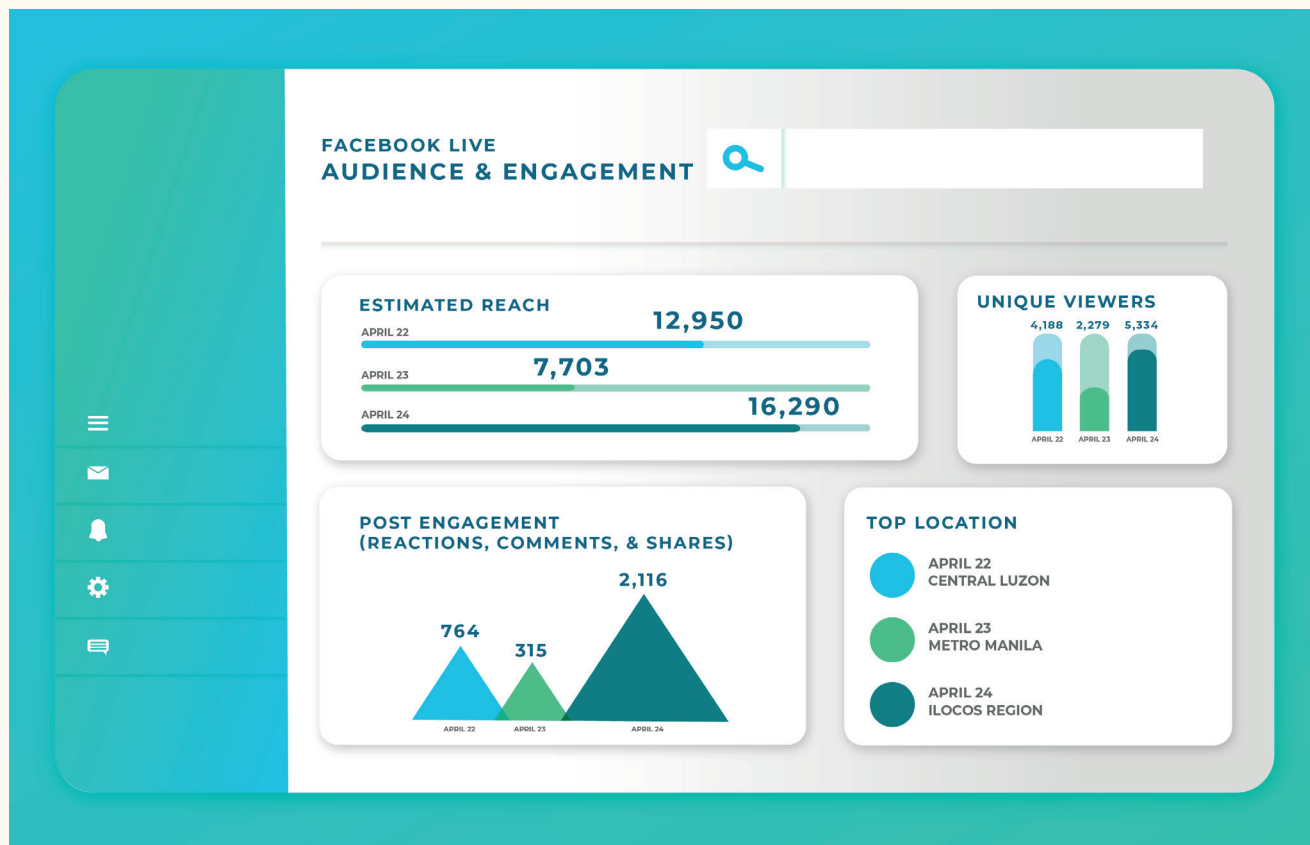 FACEBOOK LIVE
AUDIENCE & ENGAGEMENT
ESTIMATED REACH
APRIL 22
12,950
APRIL 23
7,703
APRIL 24
16,290
UNIQUE VIEWERS
4,188 2,279 5,334
APRIL 22 APRIL 23 APRIL 24
POST ENGAGEMENT
(REACTIONS, COMMENTS, & SHARES)
764
315
2,116
APRIL 22 APRIL 23 APRIL 24
TOP LOCATION
APRIL 22
CENTRAL LUZON
APRIL 23
METRO MANILA
APRIL 24
ILOCOS REGION